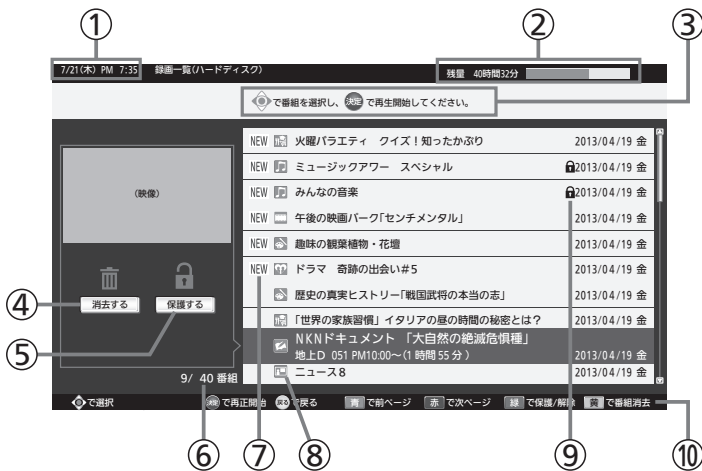 ① ② ③
7/21(木) PM 7:35 録画一覧(ハードディスク) 残量 40時間32分
で番組を選択し、決定で再生開始してください。
NEW 火曜バラエティ クイズ！知ったかぶり 2013/04/19 金
NEW ミュージックアワー スペシャル 2013/04/19 金
(映像)
NEW みんなの音楽 2013/04/19 金
NEW 午後の映画パーク「センチメンタル」 2013/04/19 金
NEW 趣味の観葉植物・花壇 2013/04/19 金
NEW ドラマ 奇跡の出会い#5 2013/04/19 金
④ 消去する 保護する
歴史の真実ヒストリー「戦国武将の本当の志」 2013/04/19 金
「世界の家族習慣」イタリアの昼の時間の秘密とは？ 2013/04/19 金
⑤
NKNドキュメント 「大自然の絶滅危惧種」
地上D 051 PM10:00～(1時間55分) 2013/04/19 金
9/ 40 番組
ニュース8 2013/04/19 金
で選択 決定で再正開始 戻るで戻る 青で前ページ 赤で次ページ 緑で保護/解除 黄で番組消去
⑥ ⑦ ⑧ ⑨ ⑩